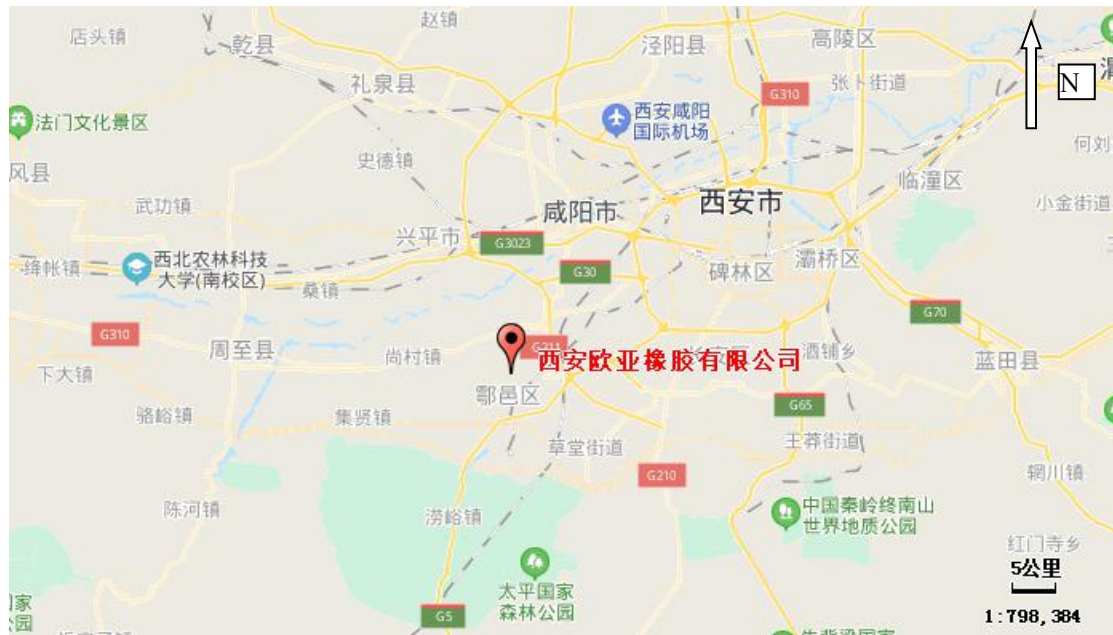 赵镇
店头镇
乾县
泾阳县
高陵区
N
礼泉县
G310
张卜街道
法门文化景区
西安咸阳
国际机场
史德镇
何刘
风县
临潼区
武功镇
咸阳市
西安市
小金街道
兴平市
G3023
西北农林科技
大学(南校区)
绛帐镇
桑镇
G30
碑林区
灞桥区
G310
G70
周至县
尚村镇
西安欧亚橡胶有限公司
蓝田县
下大镇
鄠邑区
G65
骆峪镇
集贤镇
草堂街道
王莽街道
G210
辋川镇
陈河镇
涝峪镇
中国秦岭终南山
世界地质公园
红门寺乡
5公里
太平国家
森林公园
G5
1:798,384